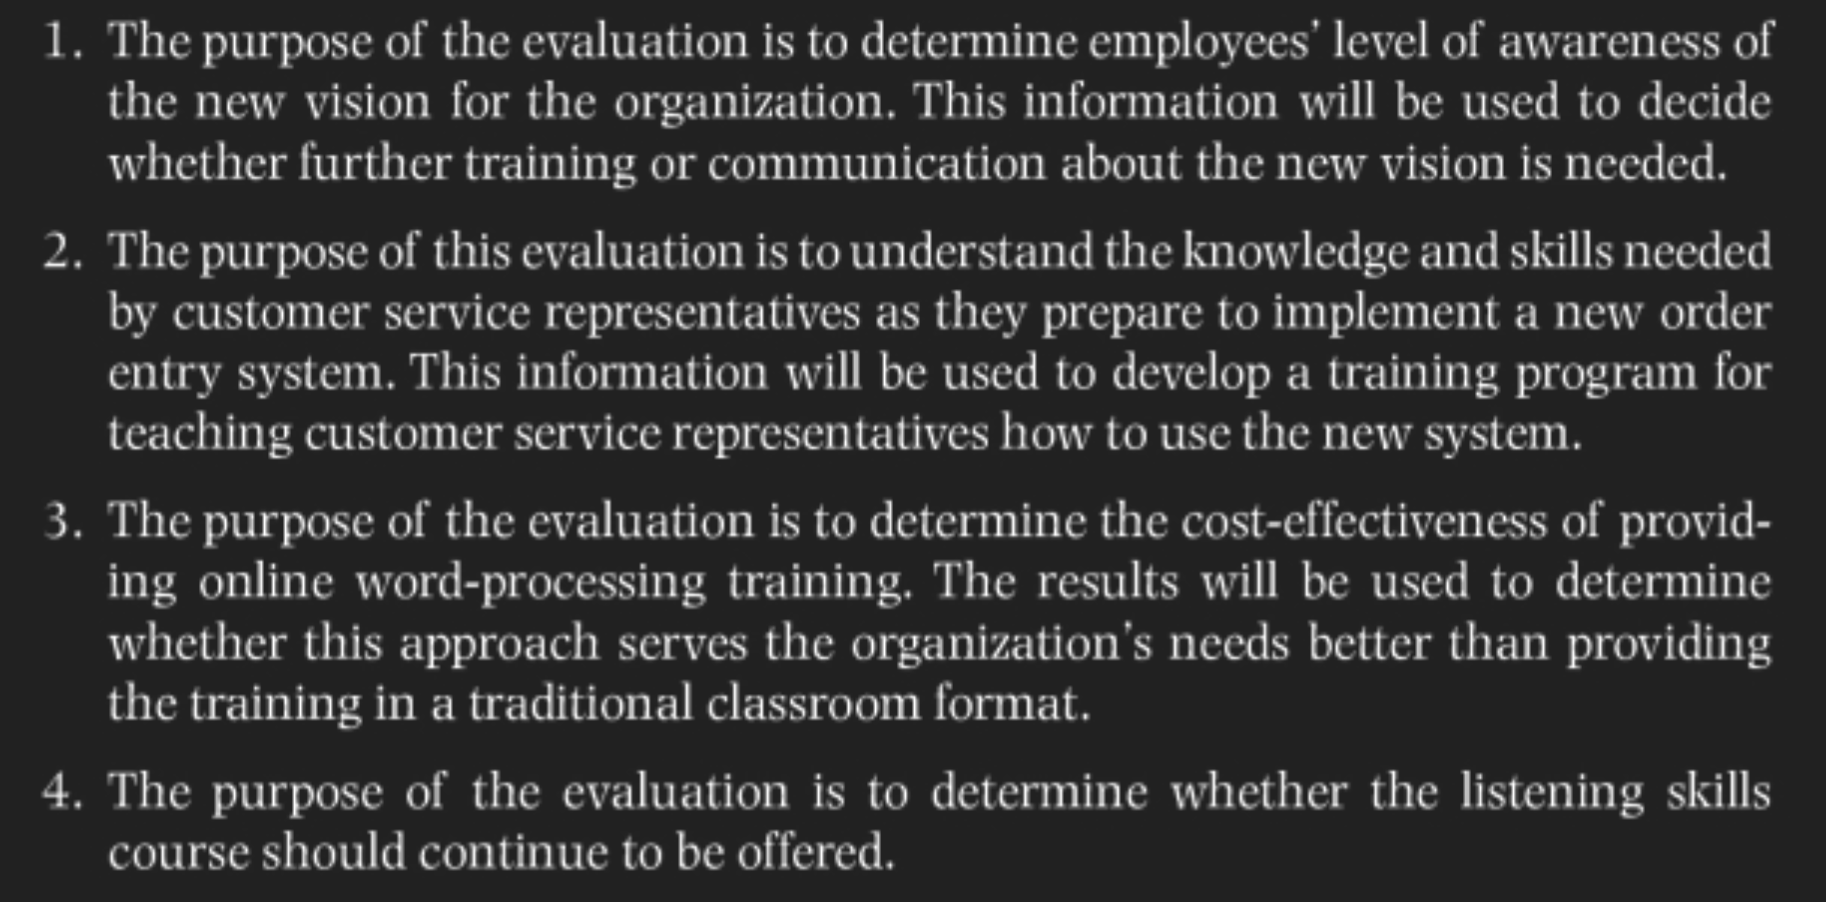 1. The purpose of the evaluation is to determine employees' level of awareness of
the new vision for the organization. This information will be used to decide
whether further training or communication about the new vision is needed.
2. The purpose of this evaluation is to understand the knowledge and skills needed
by customer service representatives as they prepare to implement a new order
entry system. This information will be used to develop a training program for
teaching customer service representatives how to use the new system.
3. The purpose of the evaluation is to determine the cost-effectiveness of provid-
ing online word-processing training. The results will be used to determine
whether this approach serves the organization's needs better than providing
the training in a traditional classroom format.
4. The purpose of the evaluation is to determine whether the listening skills
course should continue to be offered.